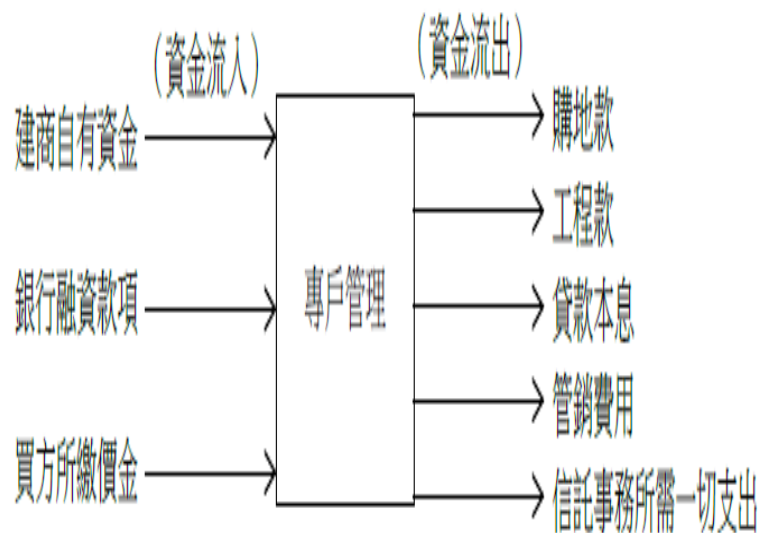 （資金流入）
（資金流出）
建商自有資金
銀行融資款項
買方所繳價金
專戶管理
購地款
工程款
貸款本息
管銷費用
信託事務所需一切支出